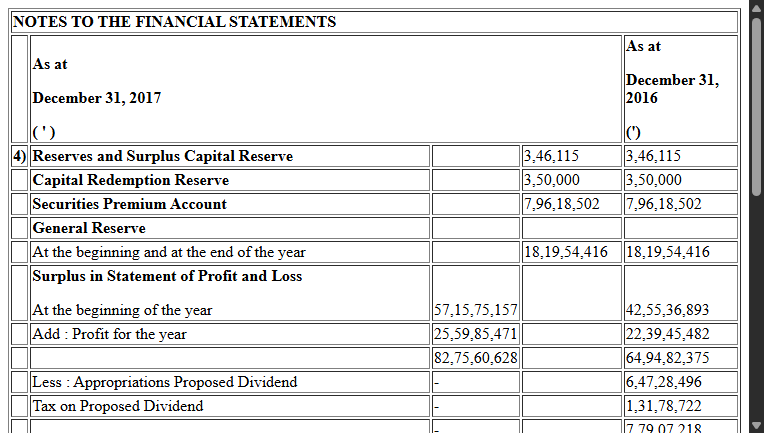 NOTES TO THE FINANCIAL STATEMENTS
As at
December 31, 2017
( ' )
As at
December 31,
2016
(')
4) Reserves and Surplus Capital Reserve 3,46,115 3,46,115
Capital Redemption Reserve 3,50,000 3,50,000
Securities Premium Account 7,96,18,502 7,96,18,502
General Reserve
At the beginning and at the end of the year 18,19,54,416 18,19,54,416
Surplus in Statement of Profit and Loss
At the beginning of the year 57,15,75,157 42,55,36,893
Add : Profit for the year 25,59,85,471 22,39,45,482
82,75,60,628 64,94,82,375
Less : Appropriations Proposed Dividend - 6,47,28,496
Tax on Proposed Dividend - 1,31,78,722
- 7,79,07,218